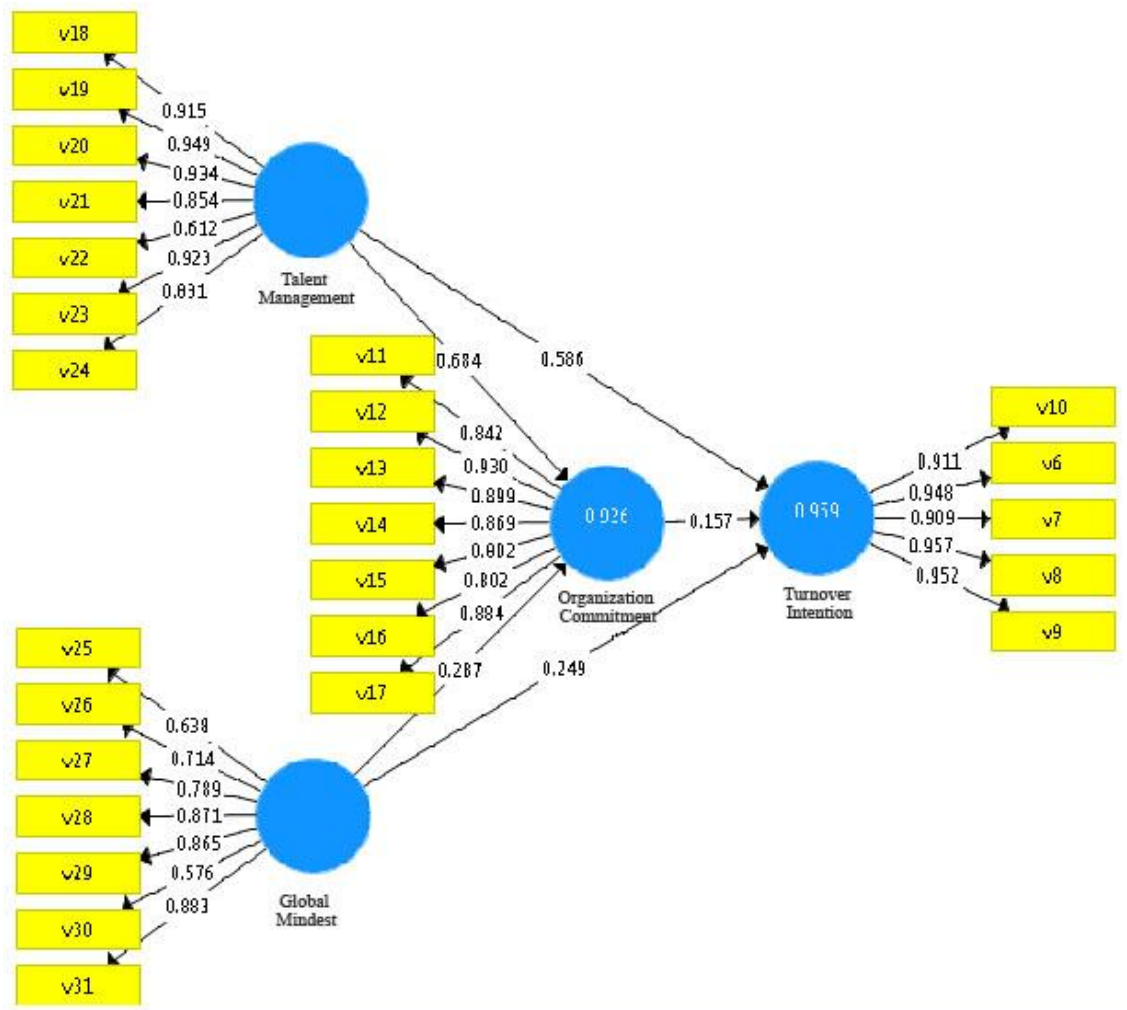 v18
v19
v20
v21
v22
v23
v24
0.915
0.949
0.934
0.854
0.612
0.923
0.831
Talent
Management
0.684
0.586
v11
v12
v13
v14
v15
v16
v17
0.842
0.930
0.899
0.869
0.802
0.802
0.884
0.926
Organization
Commitment
0.157
0.959
Turnover
Intention
0.911
0.948
0.909
0.957
0.952
v10
v6
v7
v8
v9
0.287
0.249
v25
v26
v27
v28
v29
v30
v31
0.638
0.714
0.789
0.871
0.865
0.576
0.883
Global
Mindest